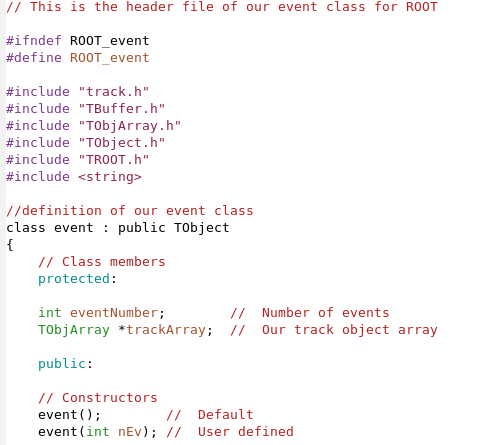 // This is the header file of our event class for ROOT
#ifndef ROOT_event
#define ROOT_event
#include "track.h"
#include "TBuffer.h"
#include "TObjArray.h"
#include "TObject.h"
#include "TROOT.h"
#include <string>
//definition of our event class
class event : public TObject
{
// Class members
protected:
int eventNumber; // Number of events
TObjArray *trackArray; // Our track object array
public:
// Constructors
event(); // Default
event(int nEv); // User defined